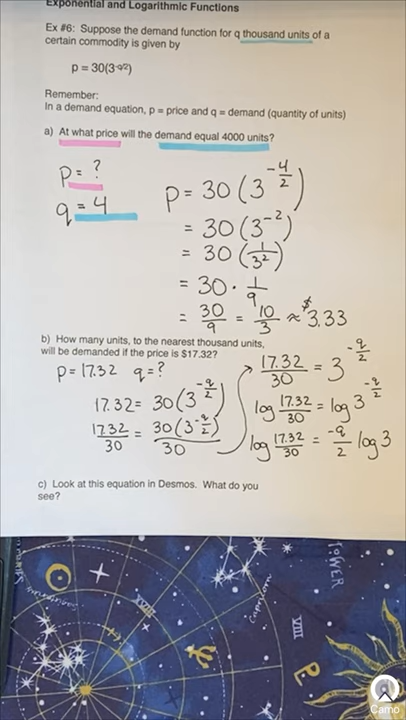 Exponential and Logarithmic Functions
Ex #6: Suppose the demand function for q thousand units of a
certain commodity is given by
p = 30(3^-q/2)
Remember:
In a demand equation, p = price and q = demand (quantity of units)
a) At what price will the demand equal 4000 units?
p = ?
q = 4
p = 30(3^-4/2)
= 30(3^-2)
= 30(1/3^2)
= 30 · 1/9
= 30/9 = 10/3 ≈ $3.33
b) How many units, to the nearest thousand units,
will be demanded if the price is $17.32?
p = 17.32 q = ?
17.32 = 30(3^-q/2)
17.32/30 = 30(3^-q/2)/30
17.32/30 = 3^-q/2
log 17.32/30 = log 3^-q/2
log 17.32/30 = -q/2 log 3
c) Look at this equation in Desmos. What do you
see?
TOWER
Capricorn
VIII
Camo